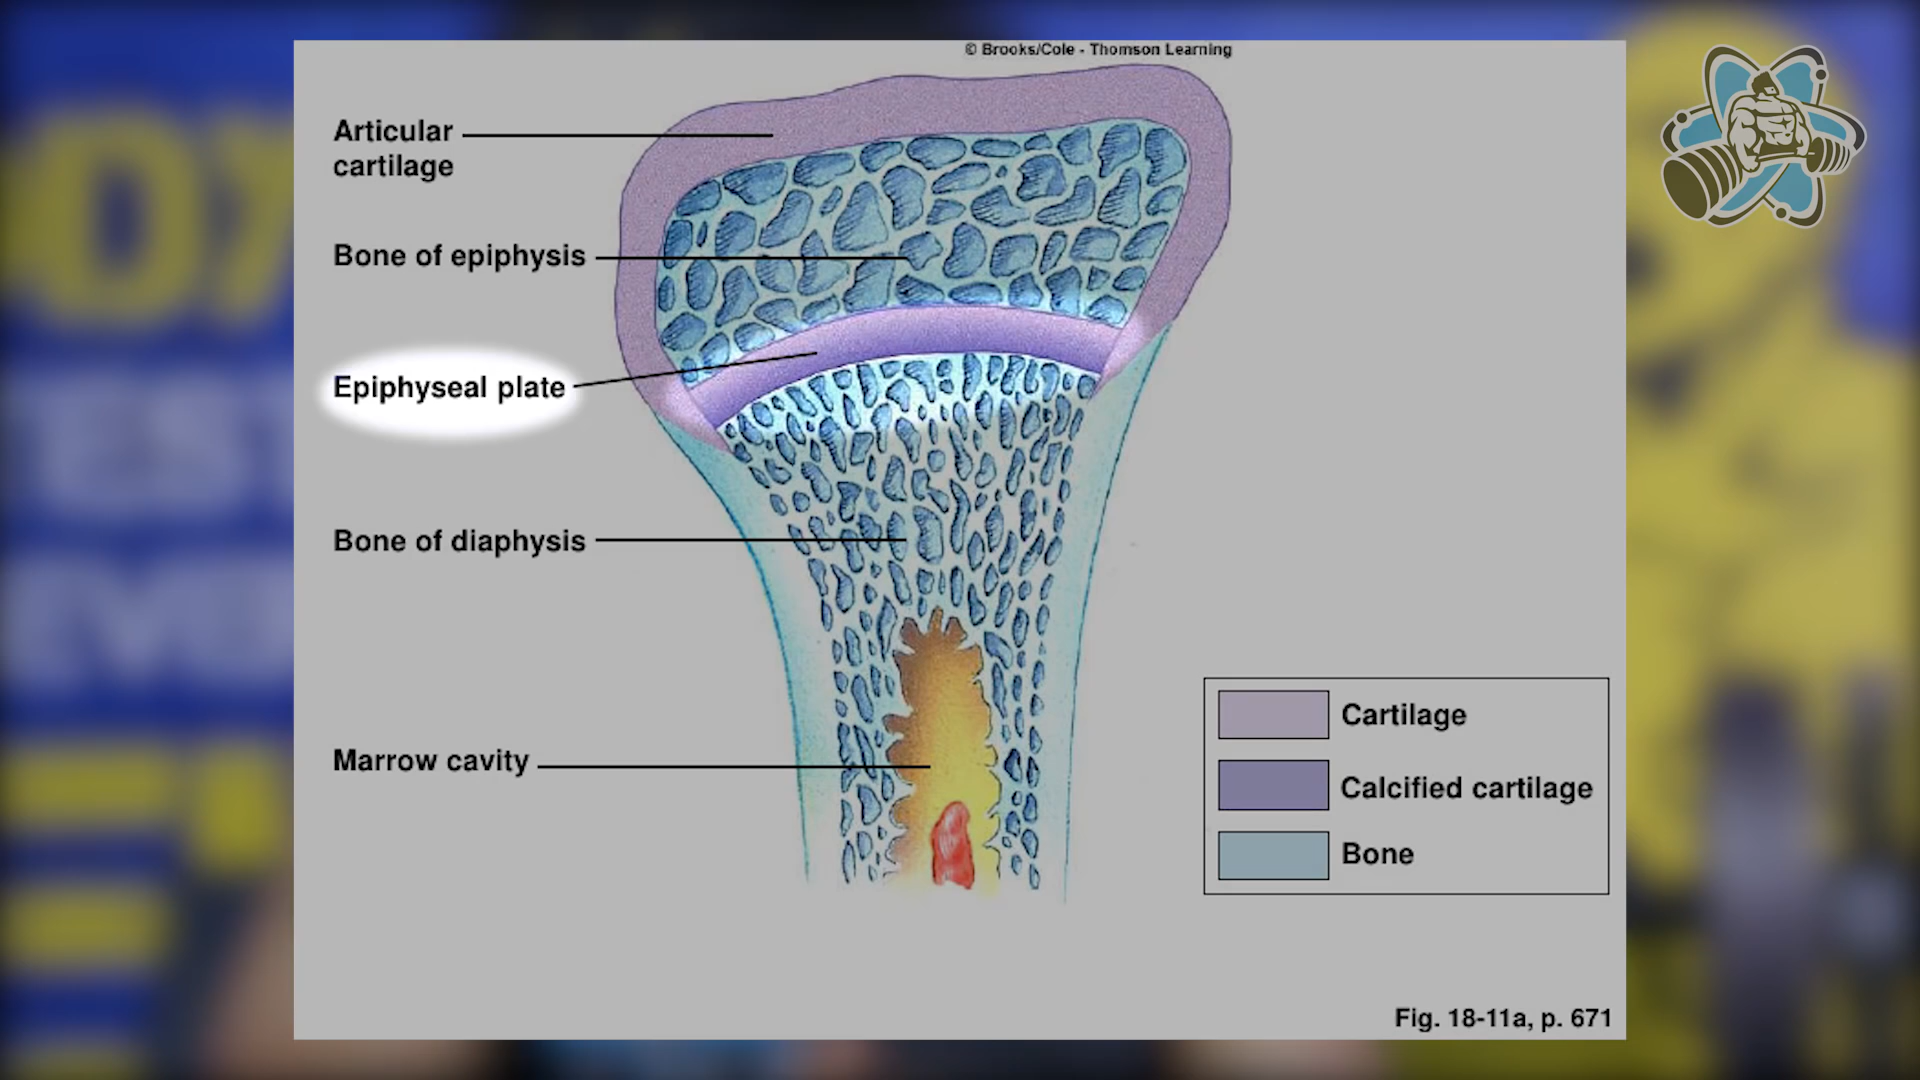 © Brooks/Cole - Thomson Learning
Articular
cartilage
Bone of epiphysis
Epiphyseal plate
Bone of diaphysis
Marrow cavity
Cartilage
Calcified cartilage
Bone
Fig. 18-11a, p. 671